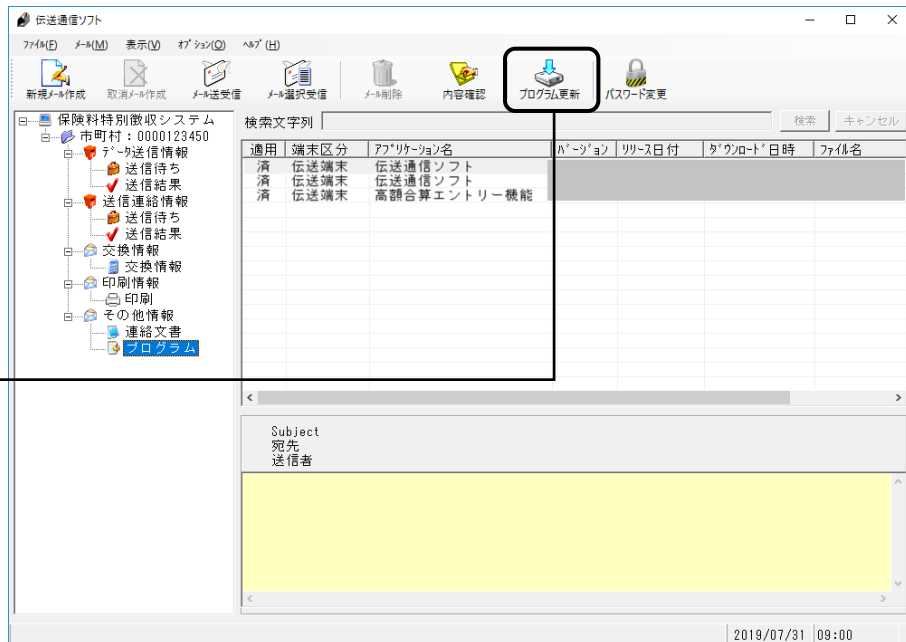 伝送通信ソフト
ﾌｧｲﾙ(F) ﾒｰﾙ(M) 表示(V) ｵﾌﾟｼｮﾝ(O) ﾍﾙﾌﾟ(H)
新規ﾒｰﾙ作成 取消ﾒｰﾙ作成 ﾒｰﾙ送受信 ﾒｰﾙ選択受信 ﾒｰﾙ削除 内容確認 ﾌﾟﾛｸﾞﾗﾑ更新 ﾊﾟｽﾜｰﾄﾞ変更
保険料特別徴収システム
市町村：0000123450
ﾃﾞｰﾀ送信情報
送信待ち
送信結果
送信連絡情報
送信待ち
送信結果
交換情報
交換情報
印刷情報
印刷
その他情報
連絡文書
プログラム
検索文字列 検索 キャンセル
適用 端末区分 ｱﾌﾟﾘｹｰｼｮﾝ名 ﾊﾞｰｼﾞｮﾝ ﾘﾘｰｽ日付 ﾀﾞｳﾝﾛｰﾄﾞ日時 ﾌｧｲﾙ名
済 伝送端末 伝送通信ソフト
済 伝送端末 伝送通信ソフト
済 伝送端末 高額合算エントリー機能
Subject
宛先
送信者
2019/07/31 09:00